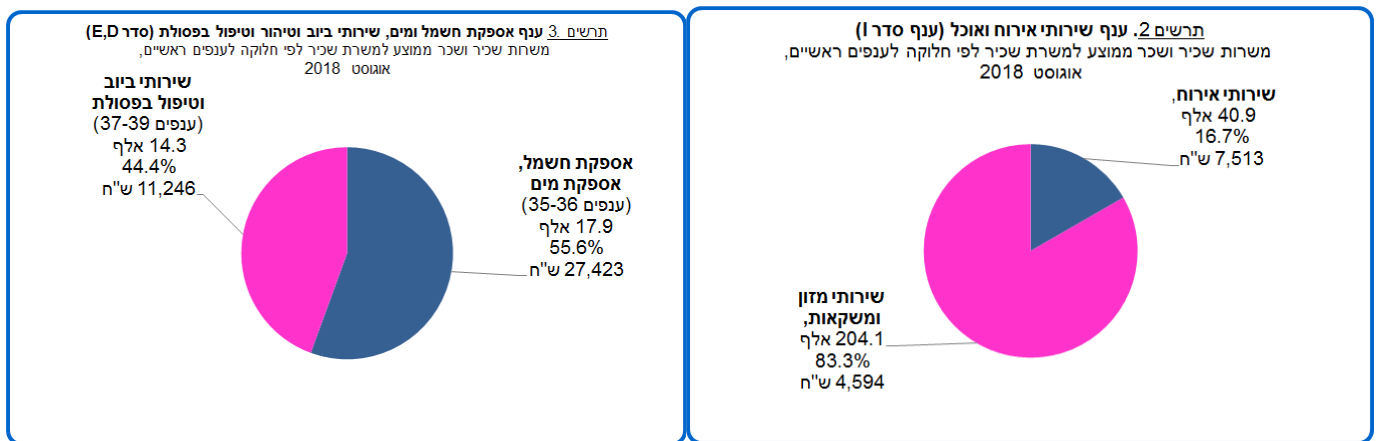 תרשים 2. ענף שירותי אירוח ואוכל (ענף סדר I)
משרות שכיר ושכר ממוצע למשרת שכיר לפי חלוקה לענפים ראשיים,
אוגוסט 2018
שירותי אירוח,
40.9 אלף
16.7%
7,513 ש"ח
שירותי מזון
ומשקאות,
204.1 אלף
83.3%
4,594 ש"ח
תרשים 3. ענף אספקת חשמל ומים, שירותי ביוב וטיהור וטיפול בפסולת (סדר E,D)
משרות שכיר ושכר ממוצע למשרת שכיר לפי חלוקה לענפים ראשיים,
אוגוסט 2018
אספקת חשמל,
אספקת מים
(ענפים 35-36)
17.9 אלף
55.6%
27,423 ש"ח
שירותי ביוב
וטיפול בפסולת
(ענפים 37-39)
14.3 אלף
44.4%
11,246 ש"ח